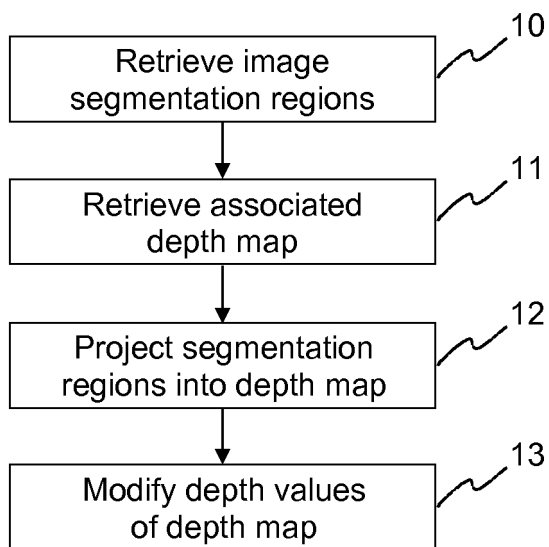 10
Retrieve image
segmentation regions
11
Retrieve associated
depth map
12
Project segmentation
regions into depth map
13
Modify depth values
of depth map